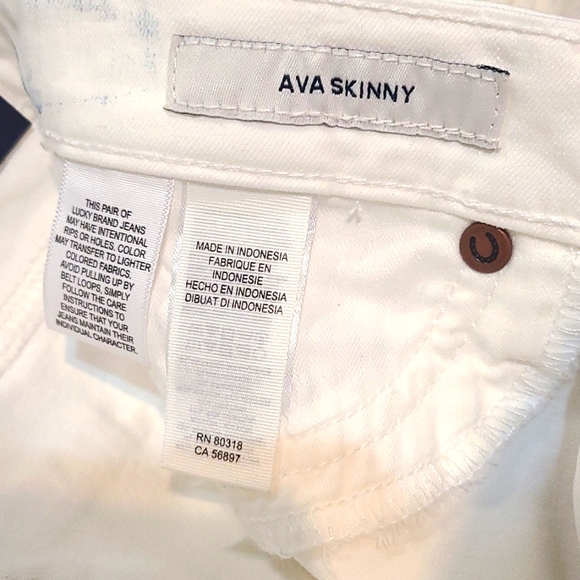 AVA SKINNY
THIS PAIR OF
LUCKY BRAND JEANS
MAY HAVE INTENTIONAL
RIPS OR HOLES. COLOR
MAY TRANSFER TO LIGHTER
COLORED FABRICS.
AVOID PULLING UP BY
BELT LOOPS, SIMPLY
FOLLOW THE CARE
INSTRUCTIONS TO
ENSURE THAT YOUR
JEANS MAINTAIN THEIR
INDIVIDUAL CHARACTER.
MADE IN INDONESIA
FABRIQUE EN
INDONESIE
HECHO EN INDONESIA
DIBUAT DI INDONESIA
RN 80318
CA 56897